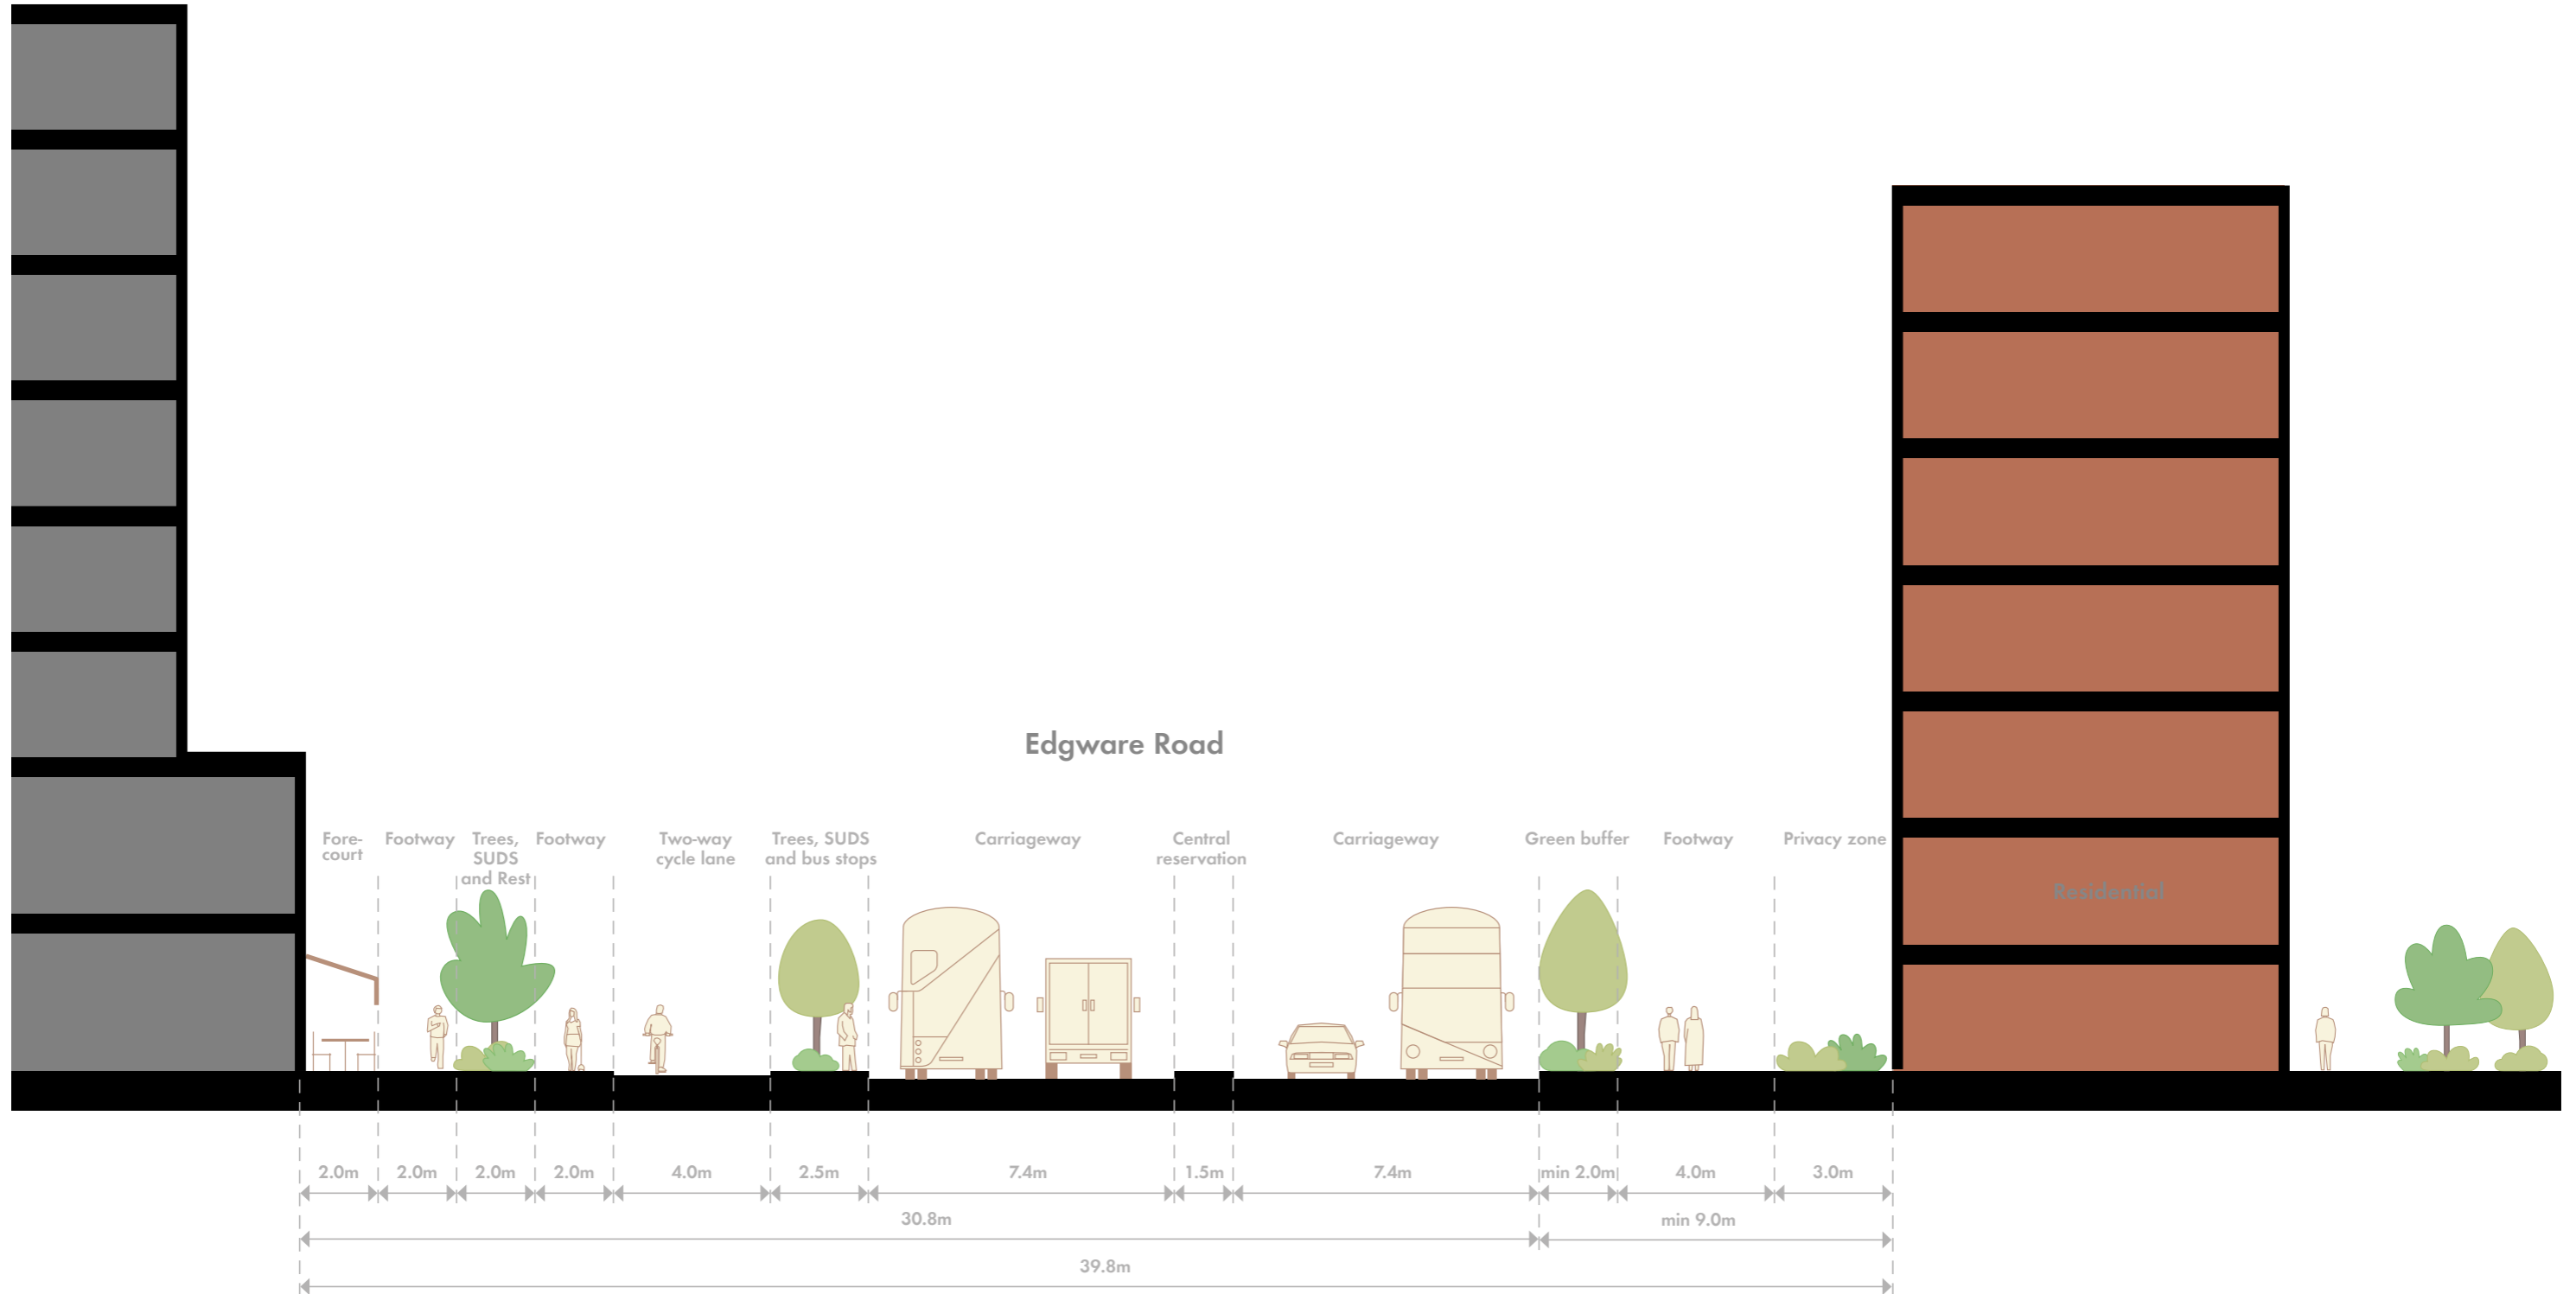 Edgware Road
Fore-
court
Footway
Trees,
SUDS
and Rest
Footway
Two-way
cycle lane
Trees, SUDS
and bus stops
Carriageway
Central
reservation
Carriageway
Green buffer
Footway
Privacy zone
Residential
2.0m
2.0m
2.0m
2.0m
4.0m
2.5m
7.4m
1.5m
7.4m
min 2.0m
4.0m
3.0m
30.8m
min 9.0m
39.8m